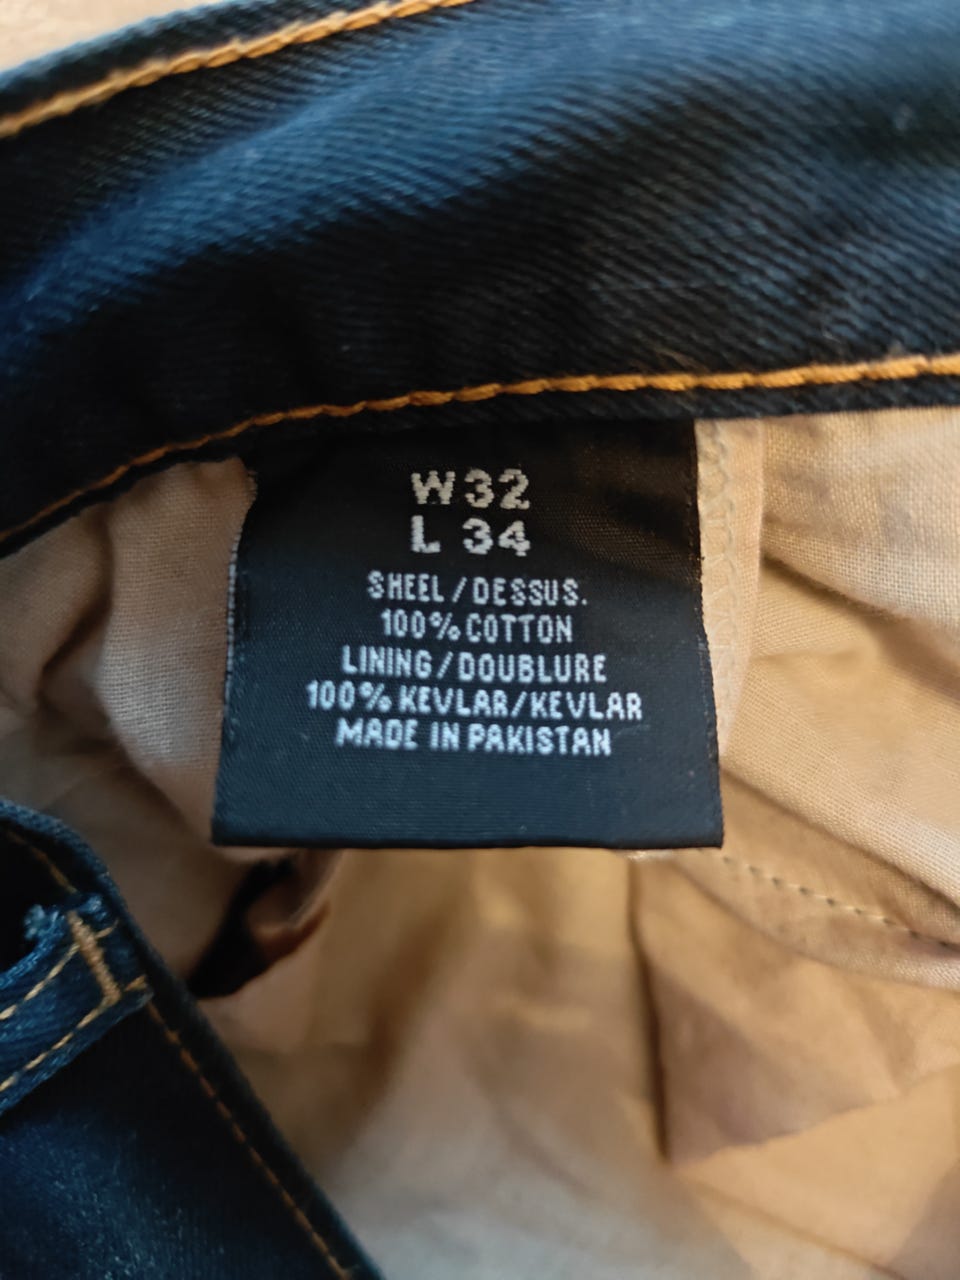 W32
L 34
SHEEL/DESSUS.
100% COTTON
LINING/DOUBLURE
100% KEVLAR/KEVLAR
MADE IN PAKISTAN